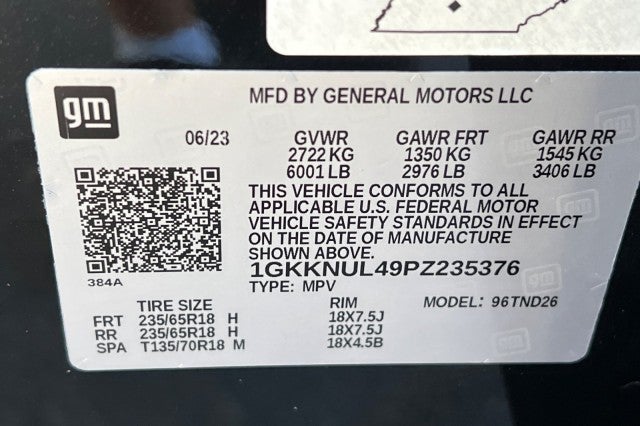 gm
MFD BY GENERAL MOTORS LLC
06/23 GVWR GAWR FRT GAWR RR
2722 KG 1350 KG 1545 KG
6001 LB 2976 LB 3406 LB
THIS VEHICLE CONFORMS TO ALL
APPLICABLE U.S. FEDERAL MOTOR
VEHICLE SAFETY STANDARDS IN EFFECT
ON THE DATE OF MANUFACTURE
SHOWN ABOVE.
1GKKNUL49PZ235376
384A
TYPE: MPV
TIRE SIZE RIM MODEL: 96TND26
FRT 235/65R18 H 18X7.5J
RR 235/65R18 H 18X7.5J
SPA T135/70R18 M 18X4.5B